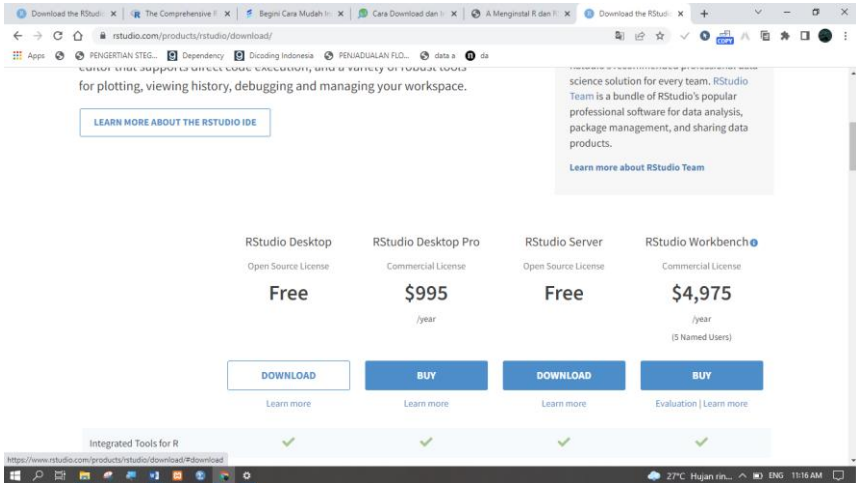 Download the RStudi
The Comprehensive R
Begini Cara Mudah In
Cara Download dan In
A Menginstal R dan R
Download the RStudi
rstudio.com/products/rstudio/download/
Apps
PENGERTIAN STEG...
Dependency
Dicoding Indonesia
PENJADUALAN FLO...
data a
da
editor that supports direct code execution, and a variety of robust tools
for plotting, viewing history, debugging and managing your workspace.
LEARN MORE ABOUT THE RSTUDIO IDE
RStudio's recommended professional data
science solution for every team. RStudio
Team is a bundle of RStudio's popular
professional software for data analysis,
package management, and sharing data
products.
Learn more about RStudio Team
RStudio Desktop
Open Source License
Free
DOWNLOAD
Learn more
RStudio Desktop Pro
Commercial License
$995
/year
BUY
Learn more
RStudio Server
Open Source License
Free
DOWNLOAD
Learn more
RStudio Workbench
Commercial License
$4,975
/year
(5 Named Users)
BUY
Evaluation | Learn more
Integrated Tools for R
https://www.rstudio.com/products/rstudio/download/#download
27°C Hujan rin...
ENG
11:16 AM